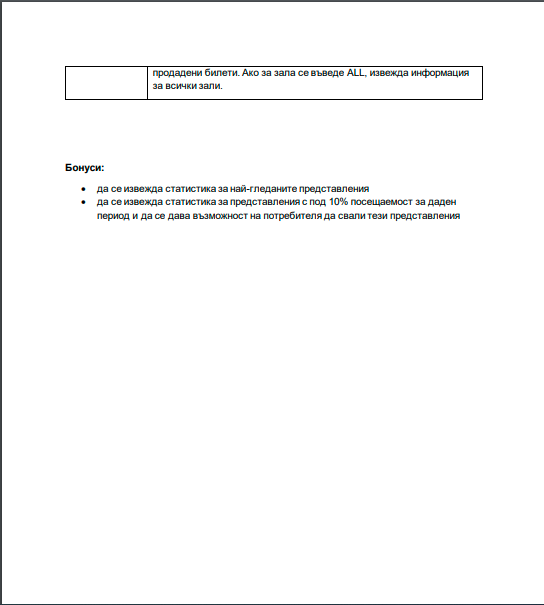 продадени билети. Ако за зала се въведе ALL, извежда информация
за всички зали.
Бонуси:
• да се извежда статистика за най-гледаните представления
• да се извежда статистика за представления с под 10% посещаемост за даден
период и да се дава възможност на потребителя да свали тези представления